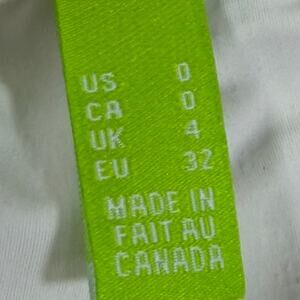 US 0
CA 0
UK 4
EU 32
MADE IN
FAIT AU
CANADA